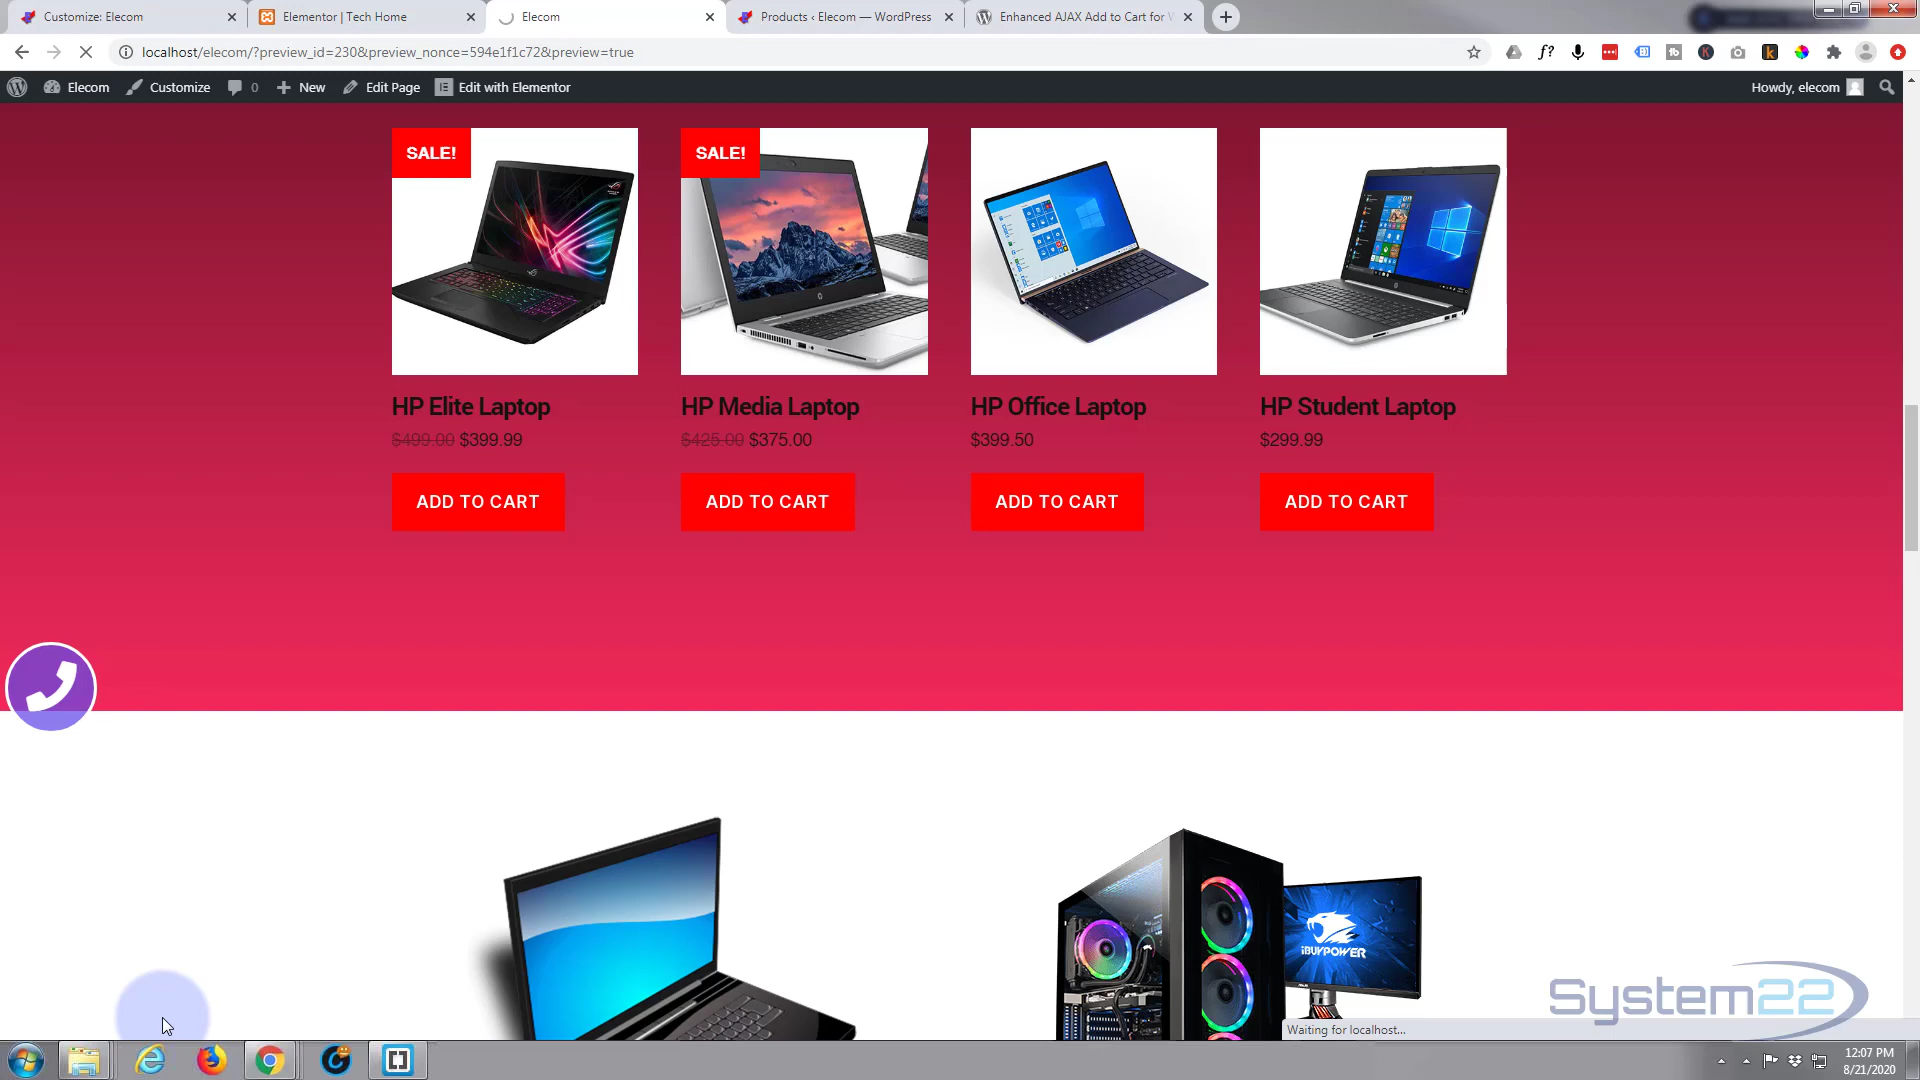 Customize: Elecom
Elementor | Tech Home
Elecom
Products ‹ Elecom — WordPress
Enhanced AJAX Add to Cart for W
localhost/elecom/?preview_id=230&preview_nonce=594e1f1c72&preview=true
Elecom
Customize
0
New
Edit Page
Edit with Elementor
Howdy, elecom
SALE!
SALE!
HP Elite Laptop
HP Media Laptop
HP Office Laptop
HP Student Laptop
$499.00 $399.99
$425.00 $375.00
$399.50
$299.99
ADD TO CART
ADD TO CART
ADD TO CART
ADD TO CART
iBUYPOWER
System22
Waiting for localhost...
12:07 PM
8/21/2020